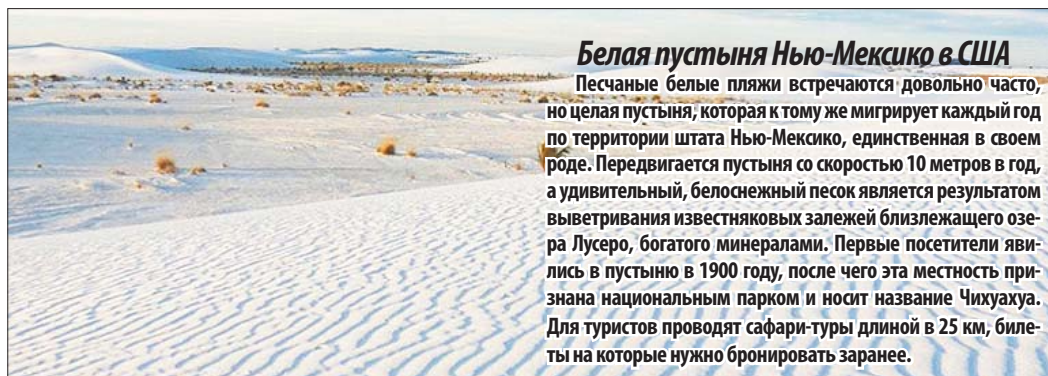 Белая пустыня Нью-Мексико в США
Песчаные белые пляжи встречаются довольно часто,
но целая пустыня, которая к тому же мигрирует каждый год
по территории штата Нью-Мексико, единственная в своем
роде. Передвигается пустыня со скоростью 10 метров в год,
а удивительный, белоснежный песок является результатом
выветривания известняковых залежей близлежащего озе-
ра Лусеро, богатого минералами. Первые посетители яви-
лись в пустыню в 1900 году, после чего эта местность при-
знана национальным парком и носит название Чихуахуа.
Для туристов проводят сафари-туры длиной в 25 км, биле-
ты на которые нужно бронировать заранее.